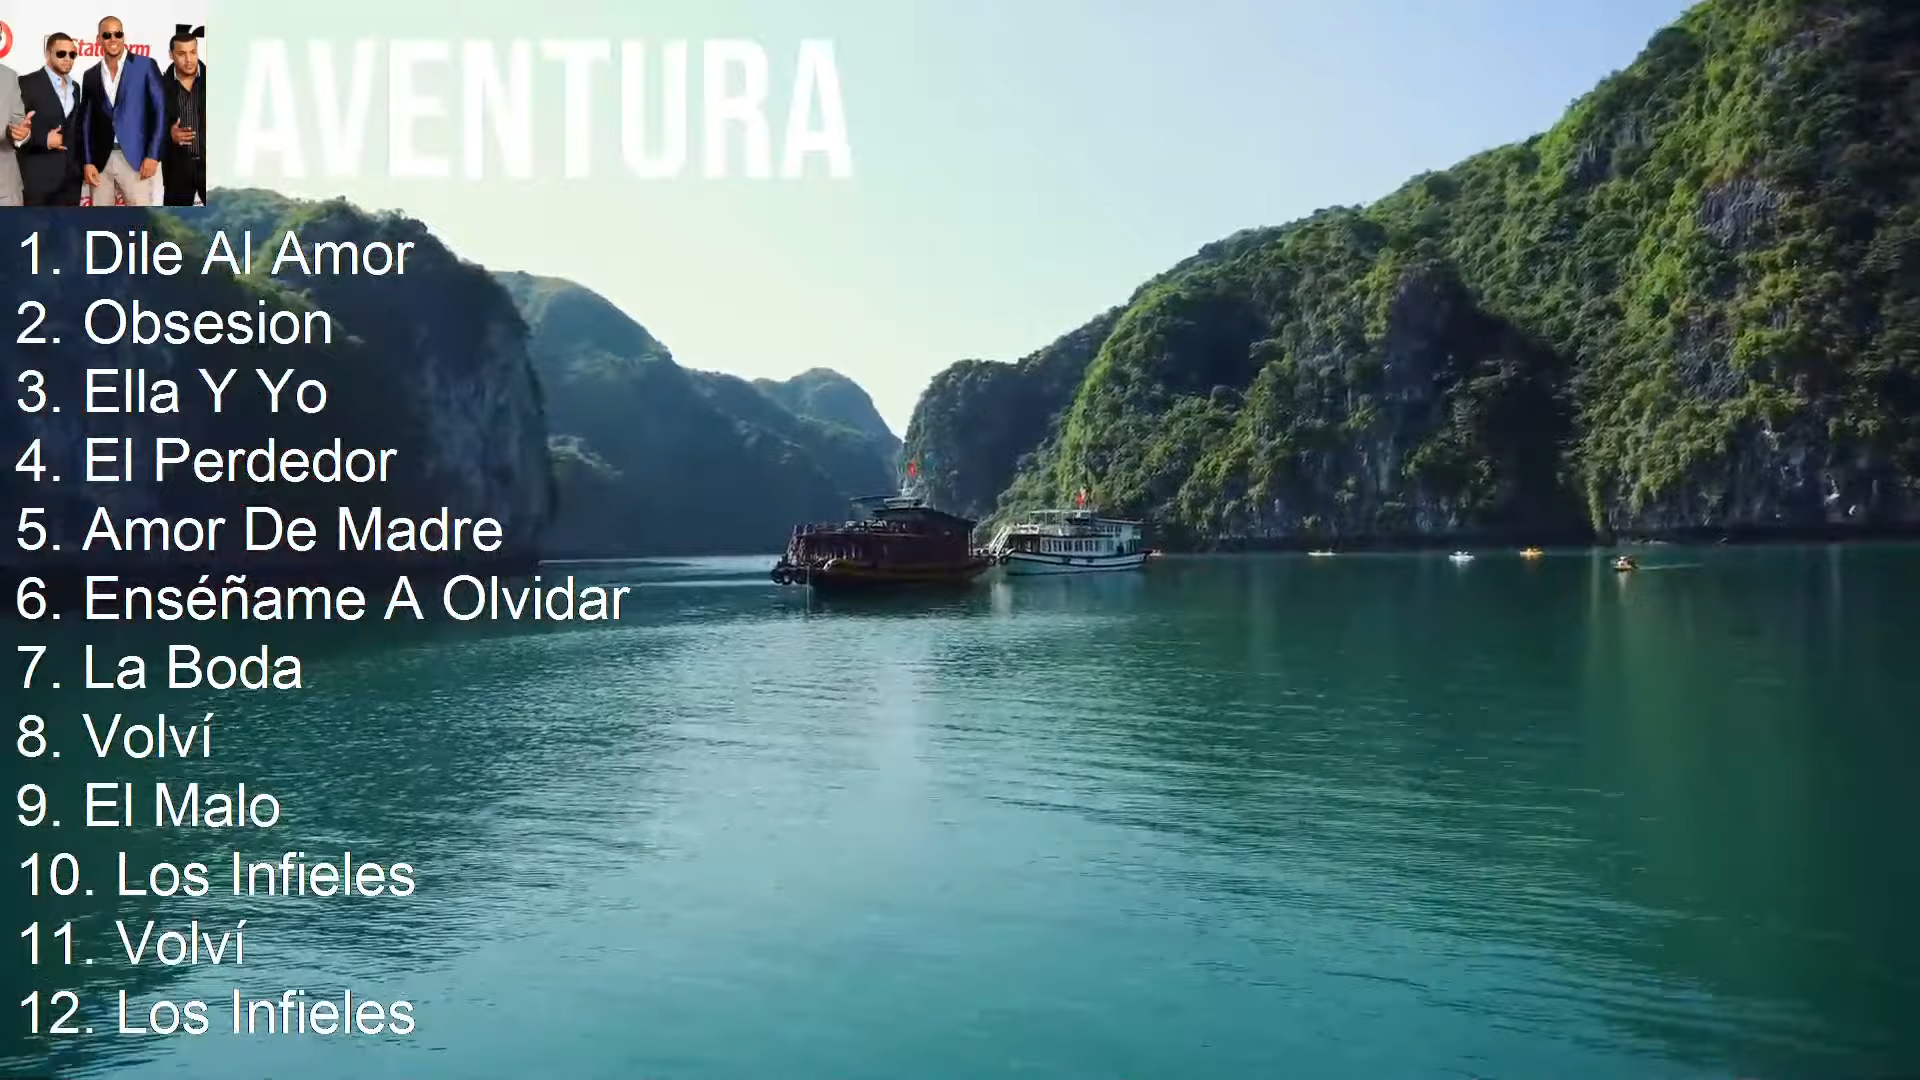 AVENTURA
1. Dile Al Amor
2. Obsesion
3. Ella Y Yo
4. El Perdedor
5. Amor De Madre
6. Enséñame A Olvidar
7. La Boda
8. Volví
9. El Malo
10. Los Infieles
11. Volví
12. Los Infieles